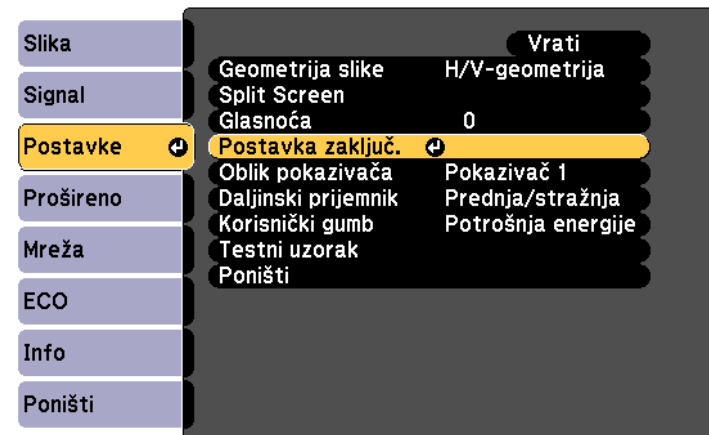 Slika
Signal
Postavke
Prošireno
Mreža
ECO
Info
Poništi
Vrati
Geometrija slike H/V-geometrija
Split Screen
Glasnoća 0
Postavka zaključ.
Oblik pokazivača Pokazivač 1
Daljinski prijemnik Prednja/stražnja
Korisnički gumb Potrošnja energije
Testni uzorak
Poništi